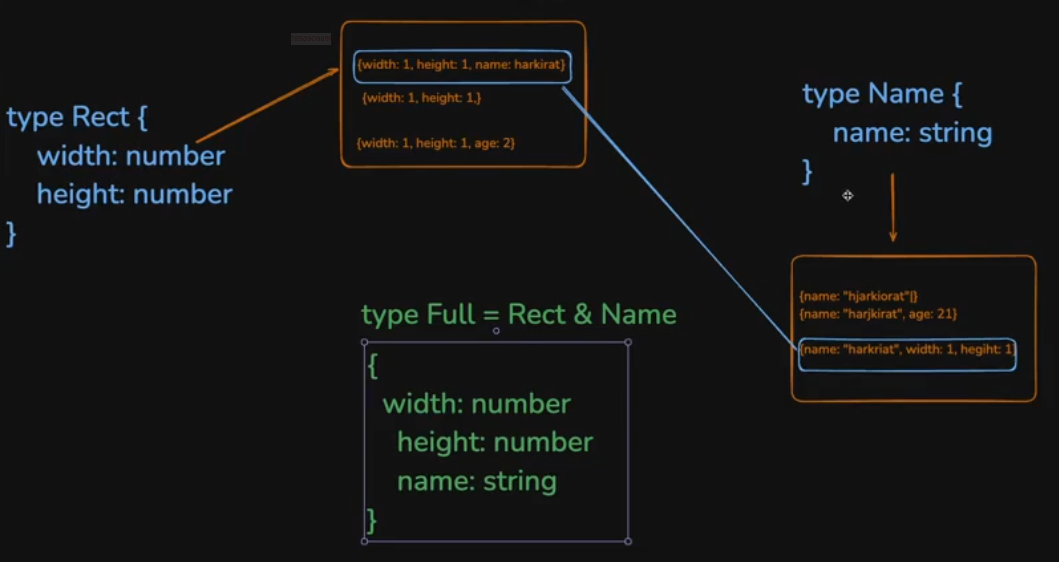 {width: 1, height: 1, name: harkirat}
{width: 1, height: 1,}
{width: 1, height: 1, age: 2}
type Rect {
width: number
height: number
}
type Name {
name: string
}
{name: "hjarkiorat"|}
{name: "harjkirat", age: 21}
{name: "harkriat", width: 1, hegiht: 1}
type Full = Rect & Name
{
width: number
height: number
name: string
}